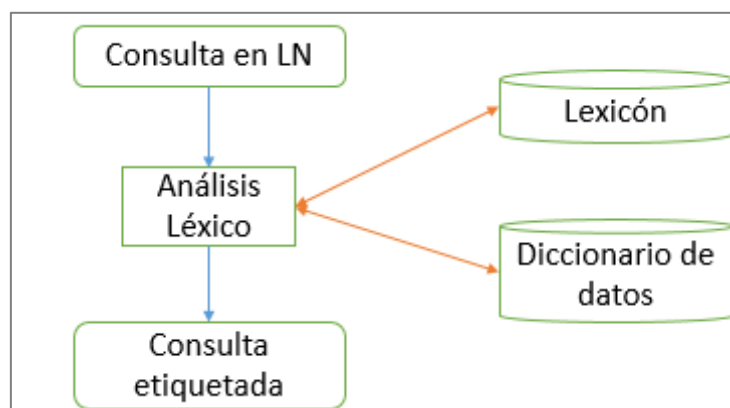 Consulta en LN
Lexicón
Análisis
Léxico
Diccionario de
datos
Consulta
etiquetada